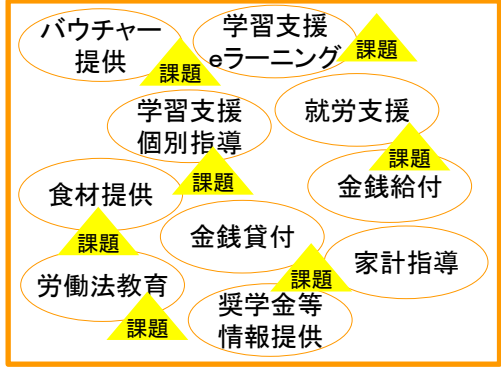 バウチャー
提供
課題
学習支援
eラーニング
課題
学習支援
個別指導
課題
就労支援
課題
金銭給付
食材提供
課題
金銭貸付
課題
家計指導
労働法教育
課題
奨学金等
情報提供